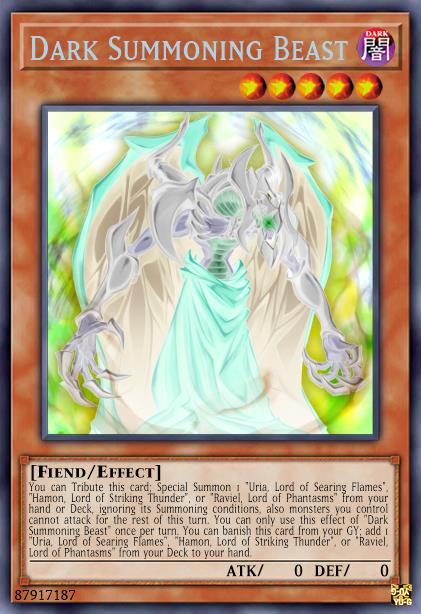 DARK SUMMONING BEAST
DARK
闇
[FIEND/EFFECT]
You can Tribute this card; Special Summon 1 "Uria, Lord of Searing Flames",
"Hamon, Lord of Striking Thunder", or "Raviel, Lord of Phantasms" from your
hand or Deck, ignoring its Summoning conditions, also monsters you control
cannot attack for the rest of this turn. You can only use this effect of "Dark
Summoning Beast" once per turn. You can banish this card from your GY; add 1
"Uria, Lord of Searing Flames", "Hamon, Lord of Striking Thunder", or "Raviel,
Lord of Phantasms" from your Deck to your hand.
ATK/ 0 DEF/ 0
87917187